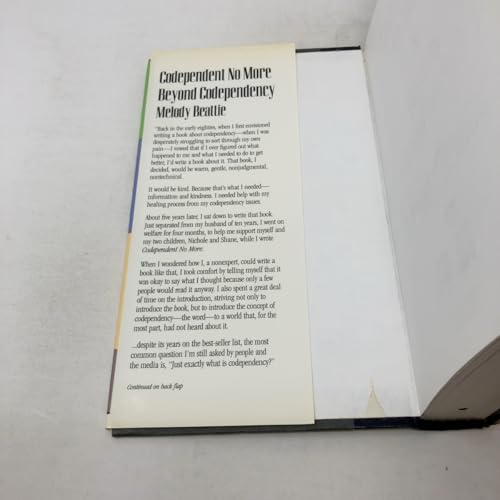 Codependent No More
Beyond Codependency
Melody Beattie
"Back in the early eighties, when I first envisioned
writing a book about codependency—when I was
desperately struggling to sort through my own
pain—I vowed that if I ever figured out what
happened to me and what I needed to do to get
better, I'd write a book about it. That book, I
decided, would be warm, gentle, nonjudgmental,
nontechnical.
It would be kind. Because that's what I needed—
information and kindness. I needed help with my
healing process from my codependency issues.
About five years later, I sat down to write that book.
Just separated from my husband of ten years, I went on
welfare for four months, to help me support myself and
my two children, Nichole and Shane, while I wrote
Codependent No More.
When I wondered how I, a nonexpert, could write a
book like that, I took comfort by telling myself that it
was okay to say what I thought because only a few
people would read it anyway. I also spent a great deal
of time on the introduction, striving not only to
introduce the book, but to introduce the concept of
codependency—the word—to a world that, for the
most part, had not heard about it.
...despite its years on the best-seller list, the most
common question I'm still asked by people and
the media is, "Just exactly what is codependency?"
Continued on back flap